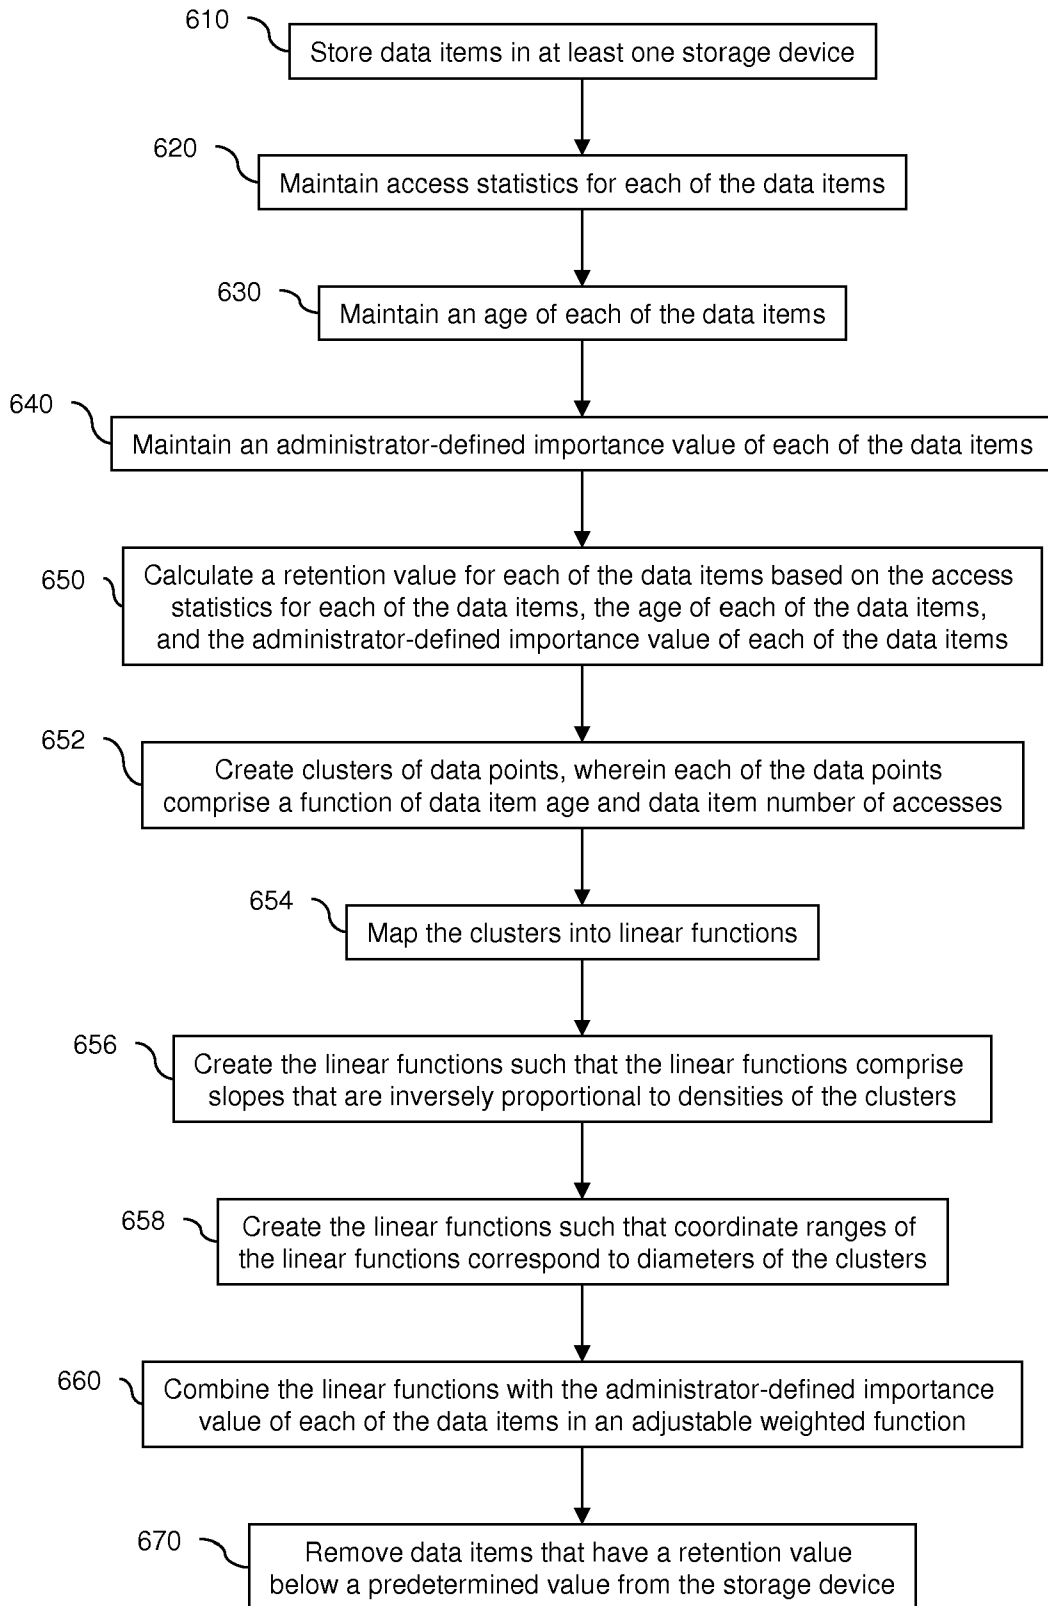 610
Store data items in at least one storage device
620
Maintain access statistics for each of the data items
630
Maintain an age of each of the data items
640
Maintain an administrator-defined importance value of each of the data items
650
Calculate a retention value for each of the data items based on the access
statistics for each of the data items, the age of each of the data items,
and the administrator-defined importance value of each of the data items
652
Create clusters of data points, wherein each of the data points
comprise a function of data item age and data item number of accesses
654
Map the clusters into linear functions
656
Create the linear functions such that the linear functions comprise
slopes that are inversely proportional to densities of the clusters
658
Create the linear functions such that coordinate ranges of
the linear functions correspond to diameters of the clusters
660
Combine the linear functions with the administrator-defined importance
value of each of the data items in an adjustable weighted function
670
Remove data items that have a retention value
below a predetermined value from the storage device